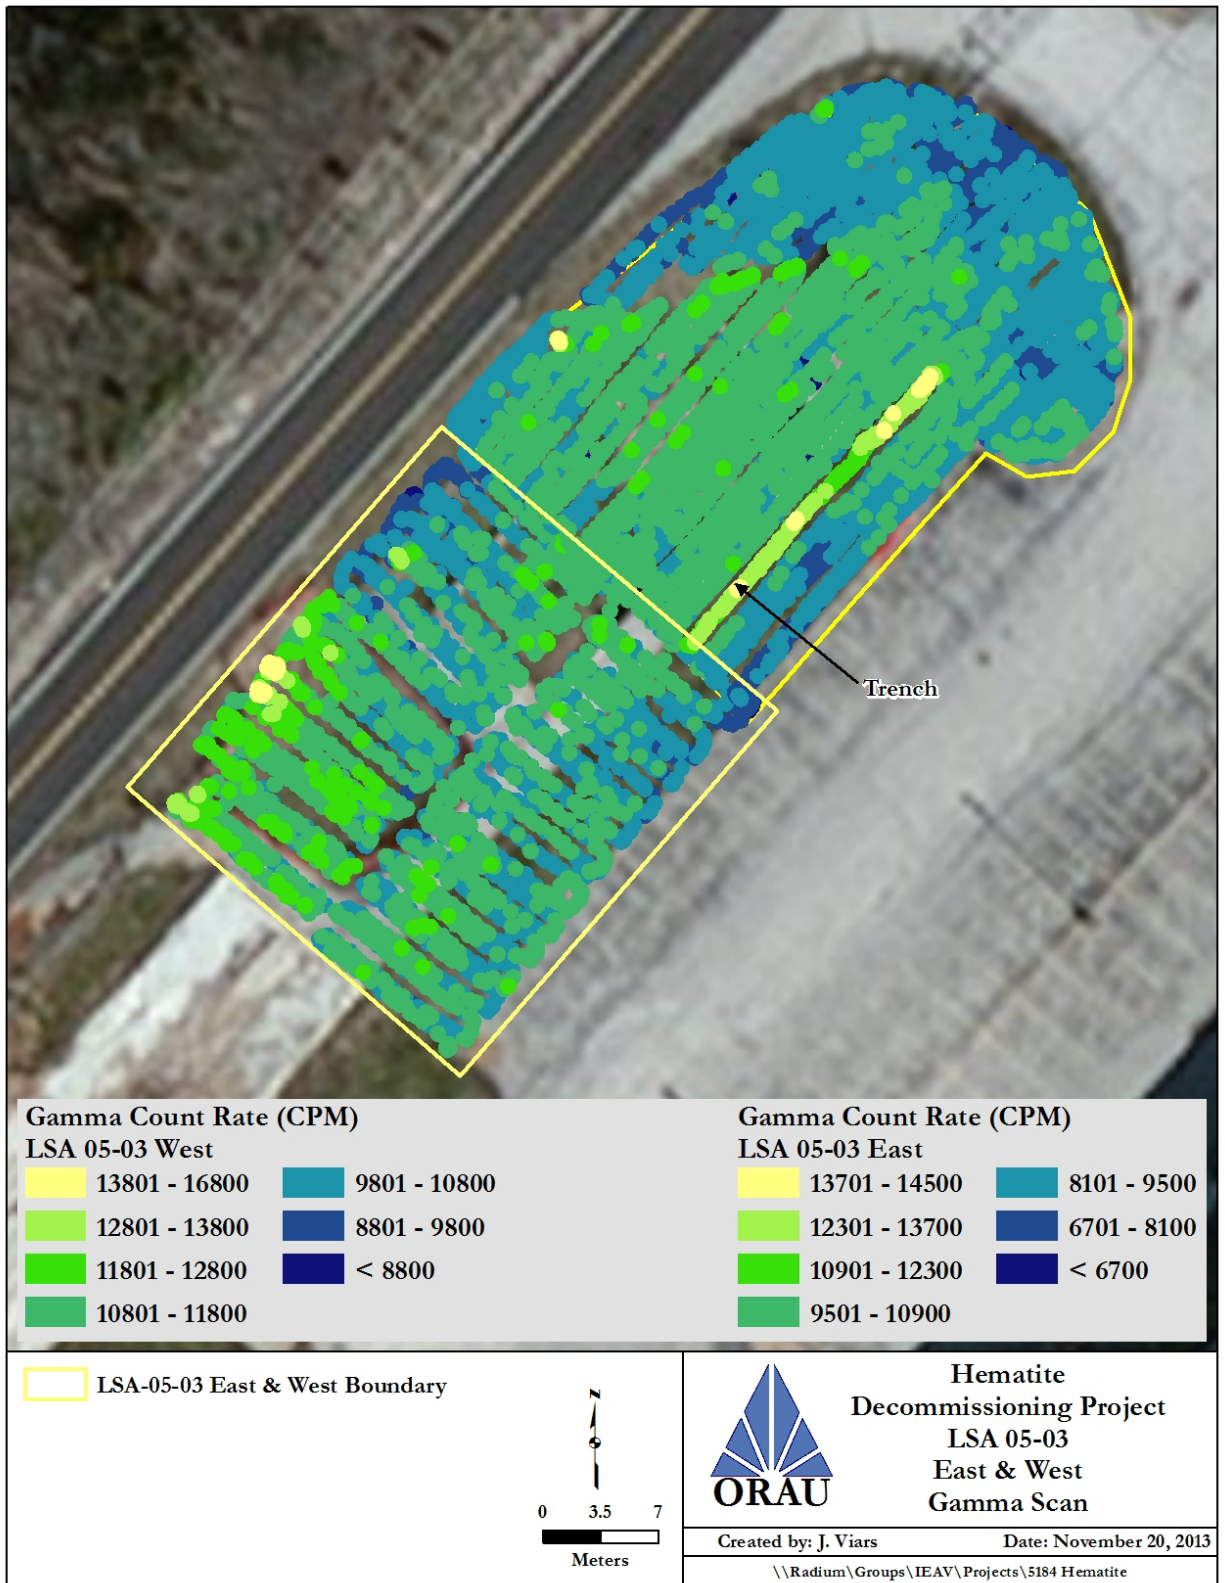 Trench
Gamma Count Rate (CPM)
LSA 05-03 West
13801 - 16800
12801 - 13800
11801 - 12800
10801 - 11800
9801 - 10800
8801 - 9800
< 8800
Gamma Count Rate (CPM)
LSA 05-03 East
13701 - 14500
12301 - 13700
10901 - 12300
9501 - 10900
8101 - 9500
6701 - 8100
< 6700
LSA-05-03 East & West Boundary
N
0 3.5 7
Meters
ORAU
Hematite
Decommissioning Project
LSA 05-03
East & West
Gamma Scan
Created by: J. Viars
Date: November 20, 2013
\\Radium\Groups\IEAV\Projects\5184 Hematite